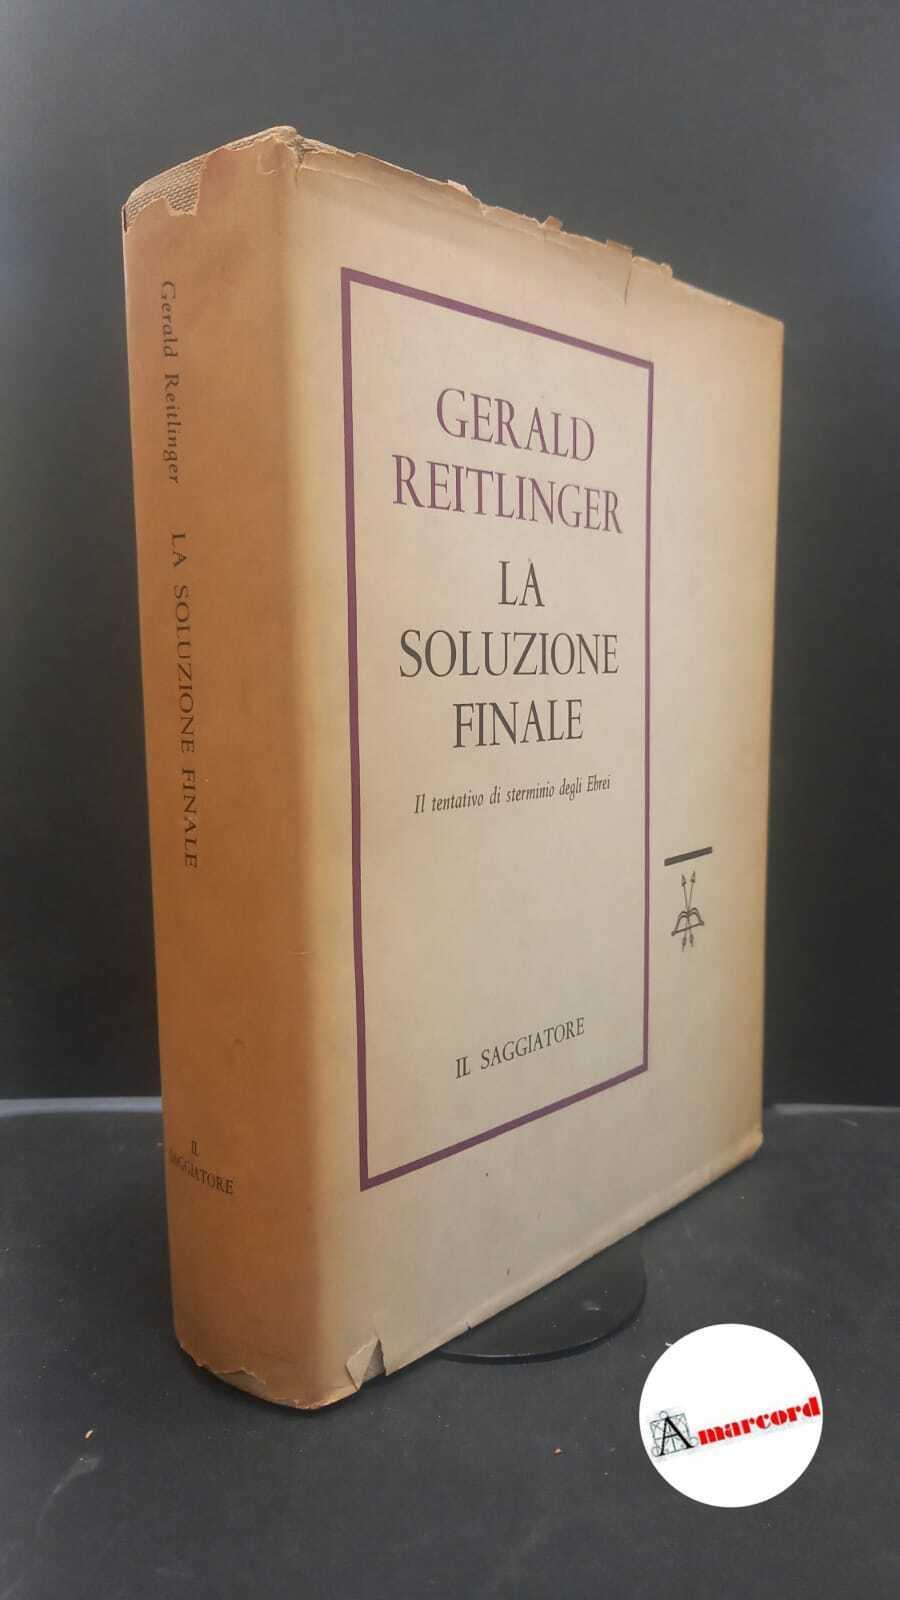 Gerald Reitlinger LA SOLUZIONE FINALE
IL
SAGGIATORE
GERALD
REITLINGER
LA
SOLUZIONE
FINALE
Il tentativo di sterminio degli Ebrei
IL SAGGIATORE
Amarcord